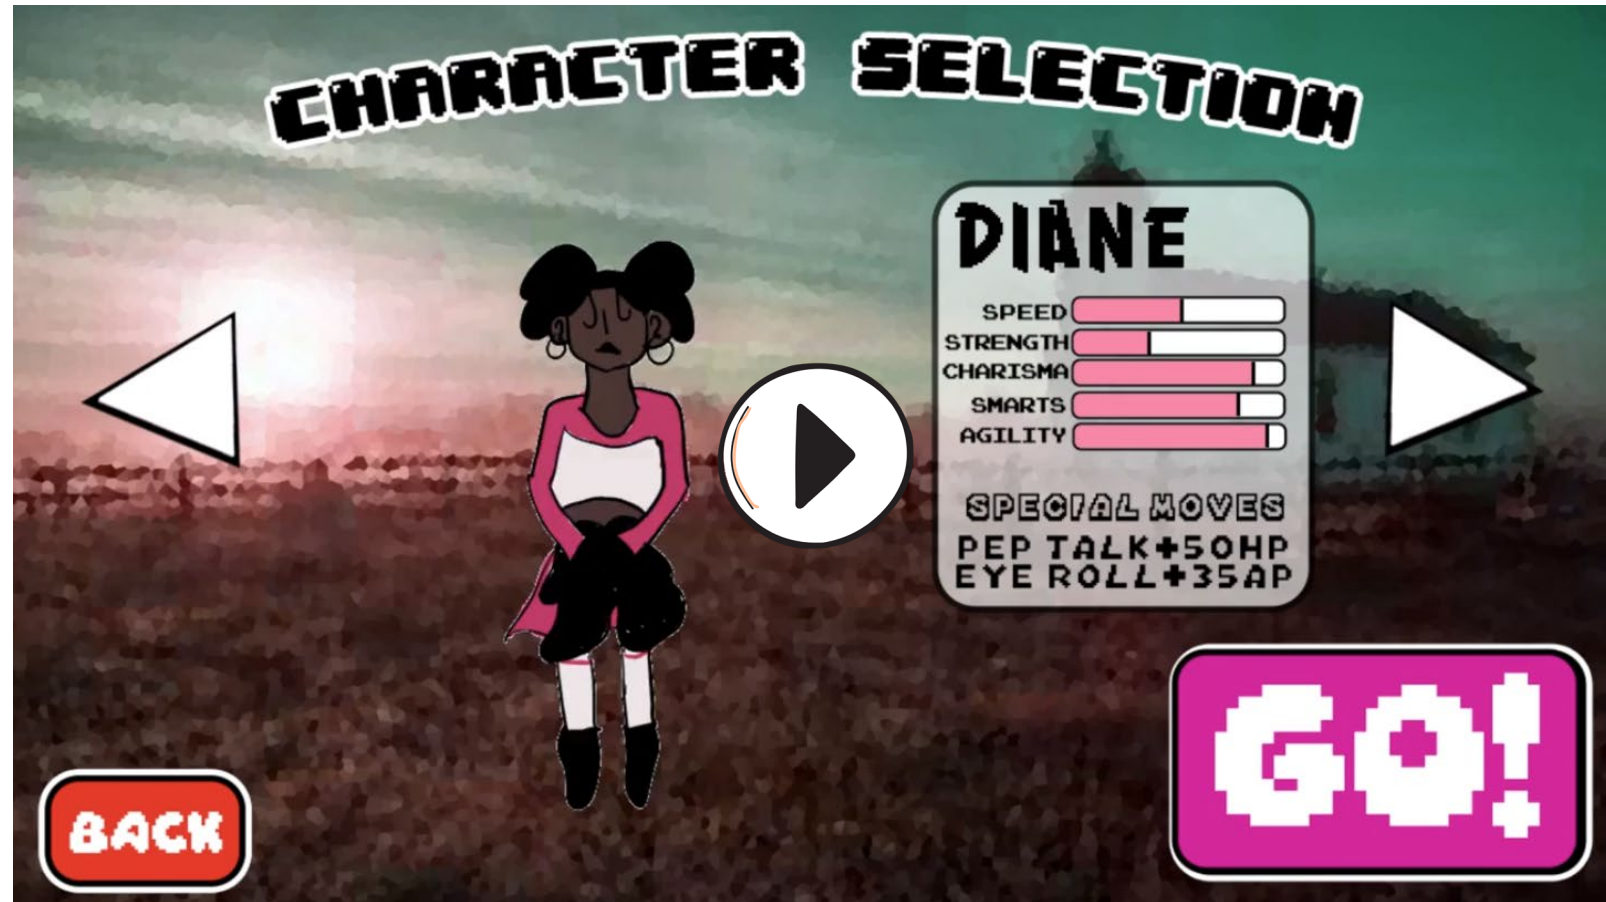 CHARACTER SELECTION
DIANE
SPEED
STRENGTH
CHARISMA
SMARTS
AGILITY
SPECIAL MOVES
PEP TALK+50HP
EYE ROLL+35AP
GO!
BACK